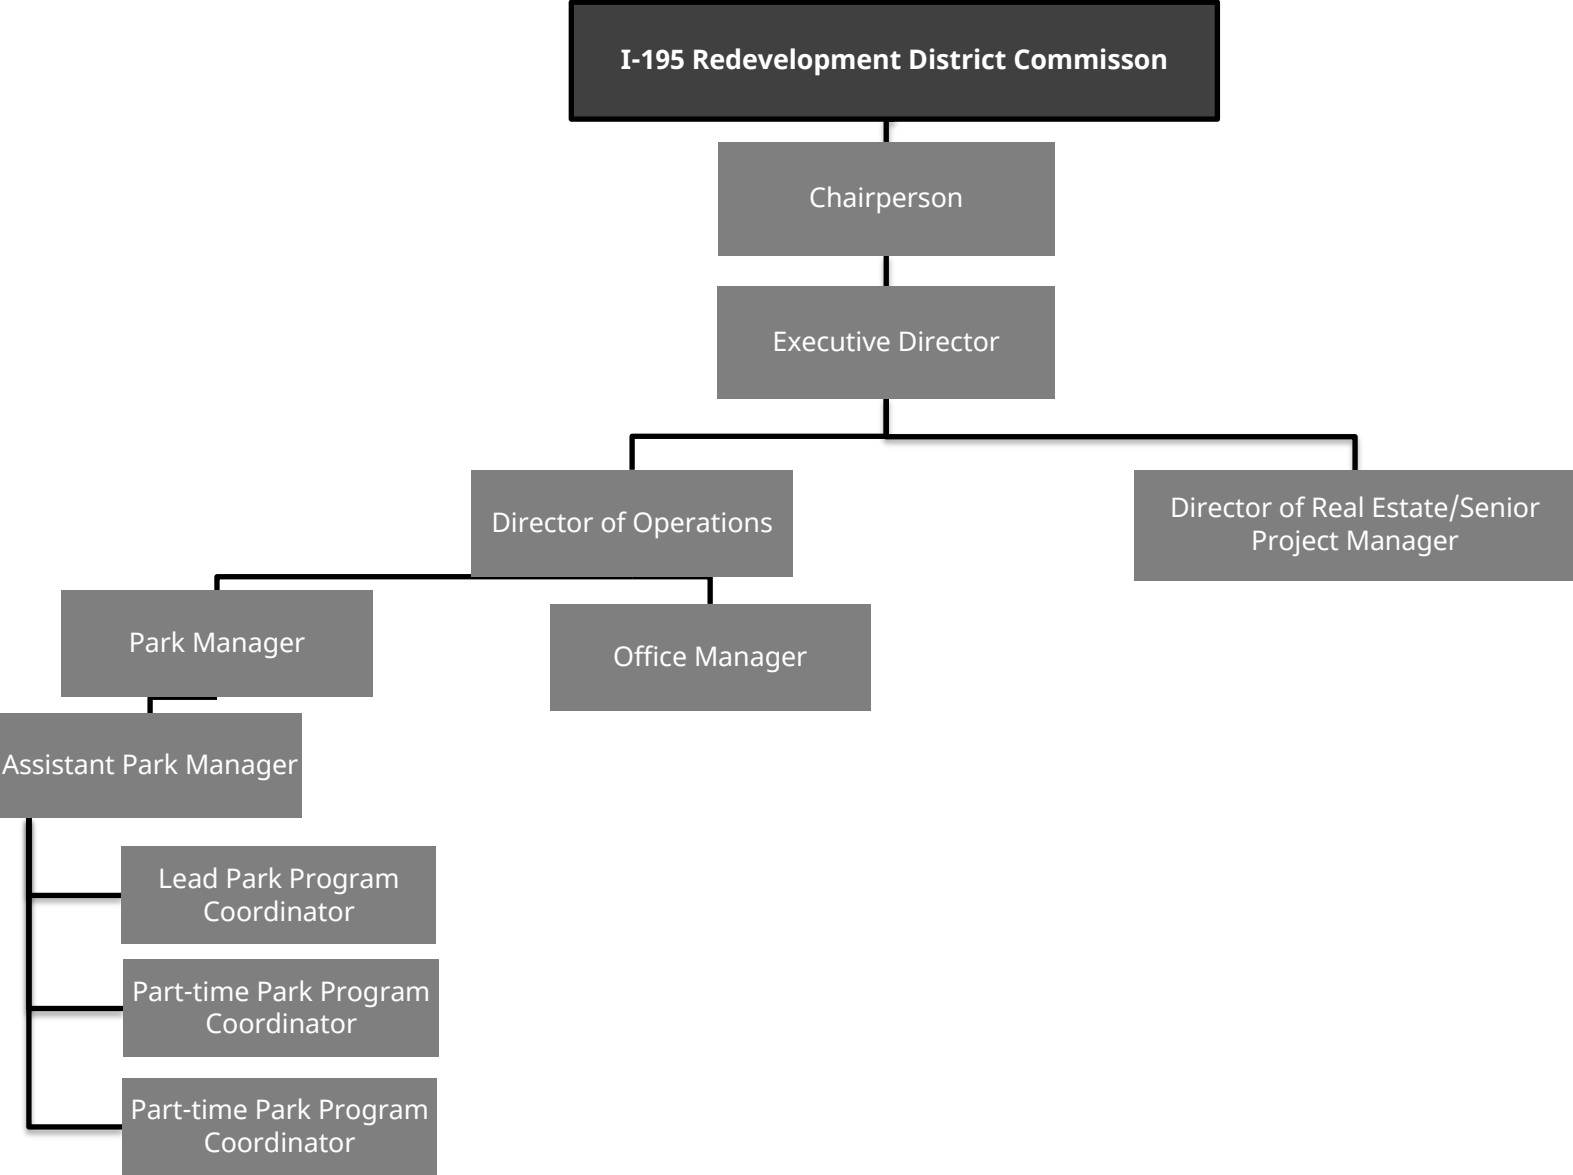 I-195 Redevelopment District Commisson
Chairperson
Executive Director
Director of Operations
Director of Real Estate/Senior
Project Manager
Park Manager
Office Manager
Assistant Park Manager
Lead Park Program
Coordinator
Part-time Park Program
Coordinator
Part-time Park Program
Coordinator